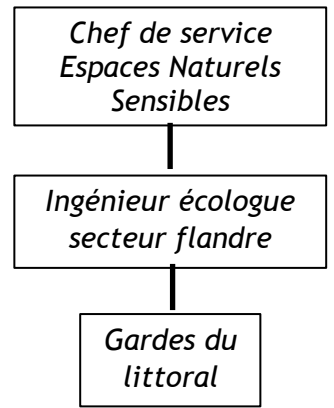 Chef de service
Espaces Naturels
Sensibles
Ingénieur écologue
secteur flandre
Gardes du
littoral